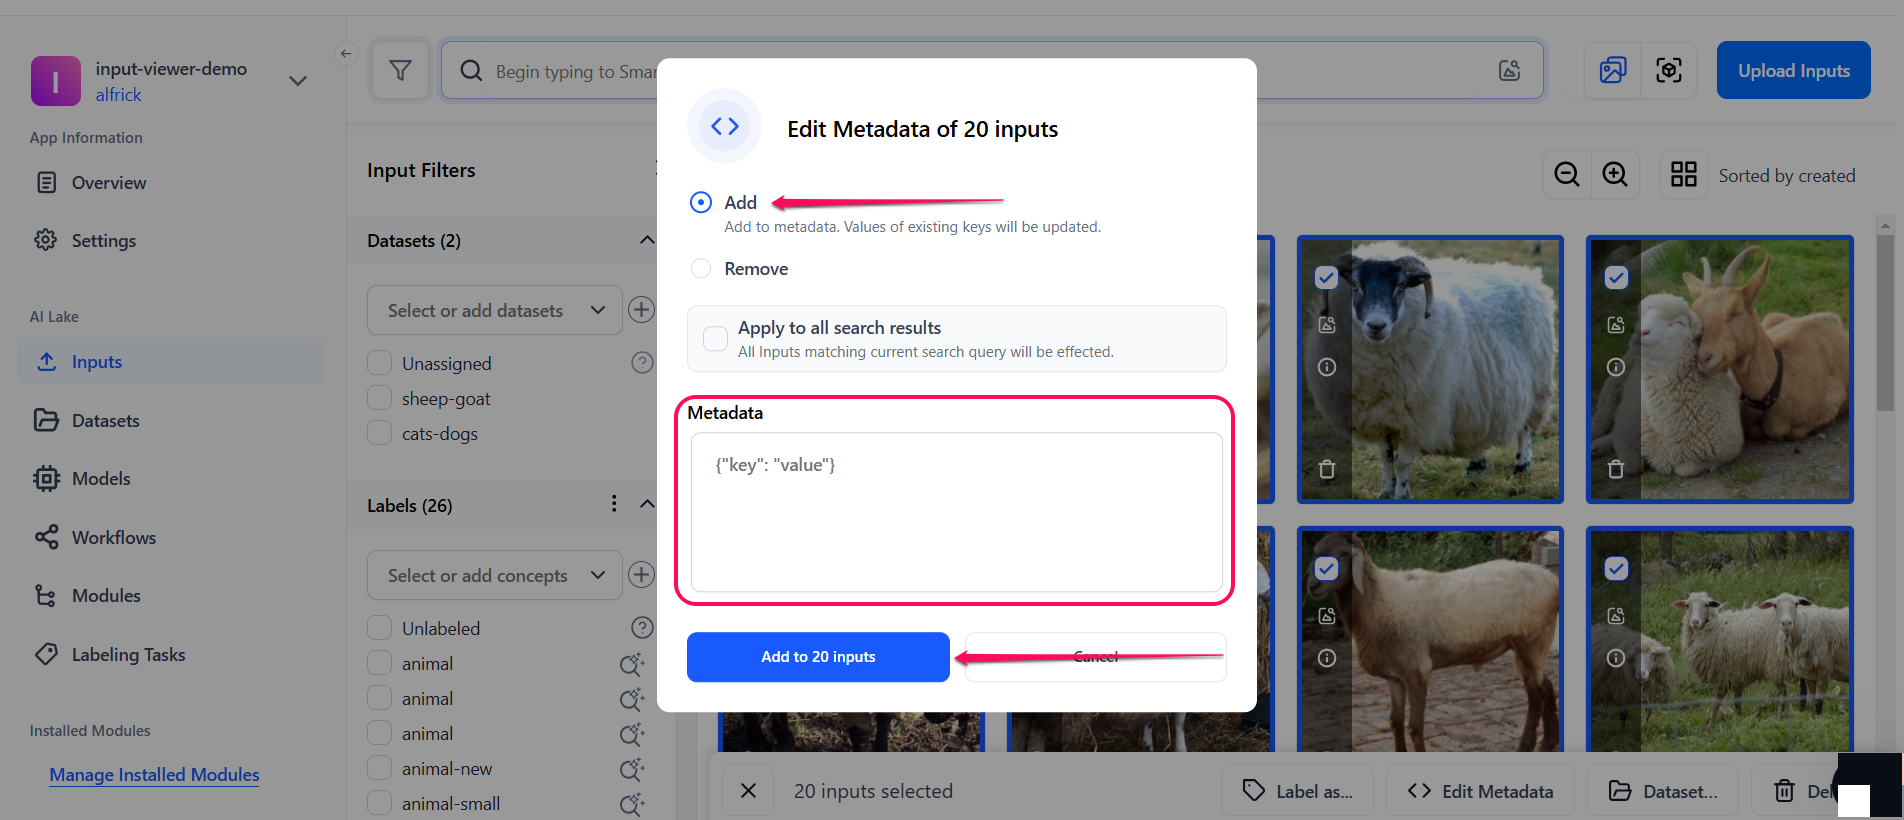 I
input-viewer-demo
alfrick
App Information
Overview
Settings
AI Lake
Inputs
Datasets
Models
Workflows
Modules
Labeling Tasks
Installed Modules
Manage Installed Modules
Begin typing to Smar
Upload Inputs
Input Filters
Datasets (2)
Select or add datasets
Unassigned
sheep-goat
cats-dogs
Labels (26)
Select or add concepts
Unlabeled
animal
animal
animal
animal-new
animal-small
Sorted by created
Edit Metadata of 20 inputs
Add
Add to metadata. Values of existing keys will be updated.
Remove
Apply to all search results
All Inputs matching current search query will be effected.
Metadata
{"key": "value"}
Add to 20 inputs
Cancel
20 inputs selected
Label as...
Edit Metadata
Dataset...
Del